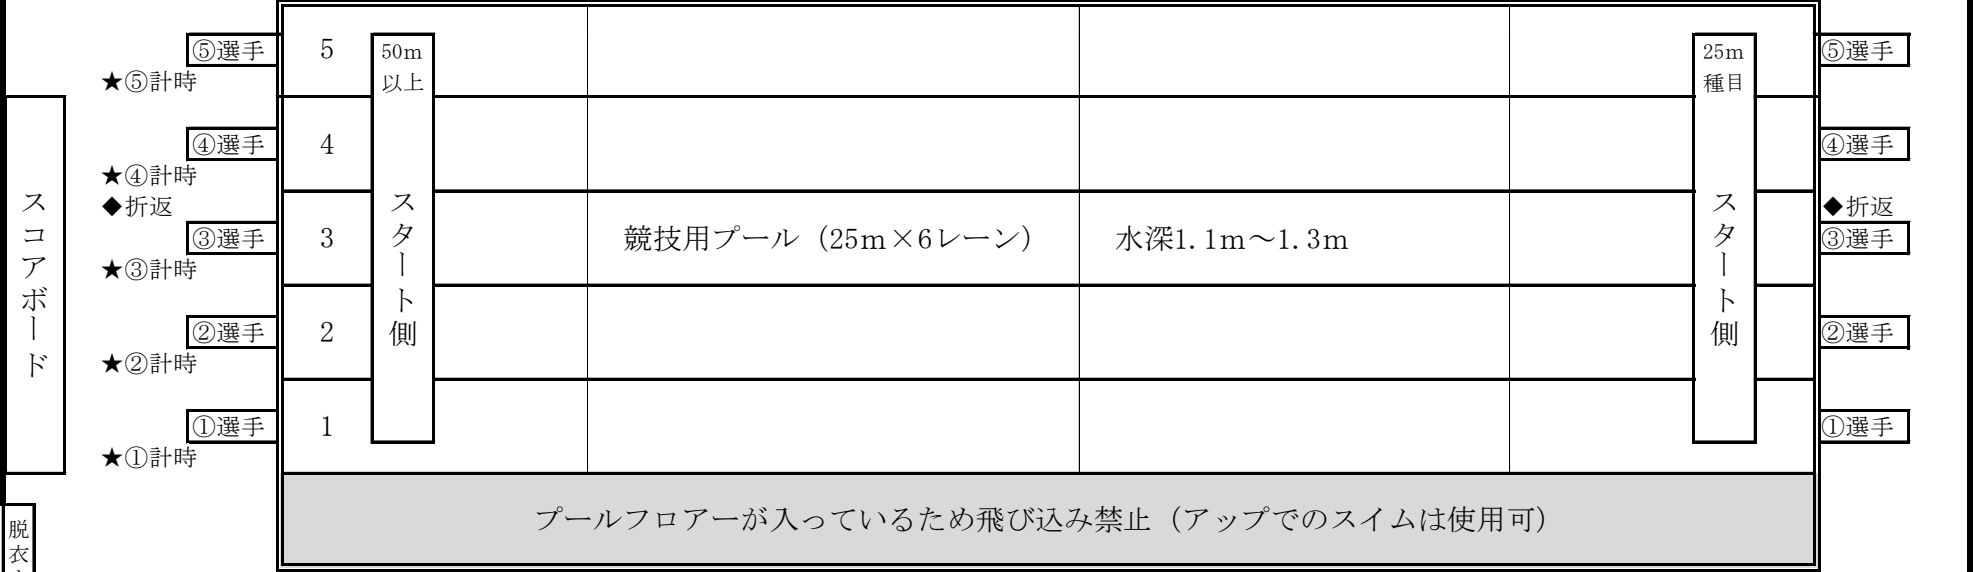 ⑤選手
5
50m
以上
25m
種目
⑤選手
★⑤計時
④選手
4
④選手
★④計時
◆折返
◆折返
スコアボード
スタート側
スタート側
③選手
3
競技用プール（25m×6レーン）
水深1.1m～1.3m
③選手
★③計時
②選手
2
②選手
★②計時
①選手
1
①選手
★①計時
プールフロアーが入っているため飛び込み禁止（アップでのスイムは使用可）
脱衣